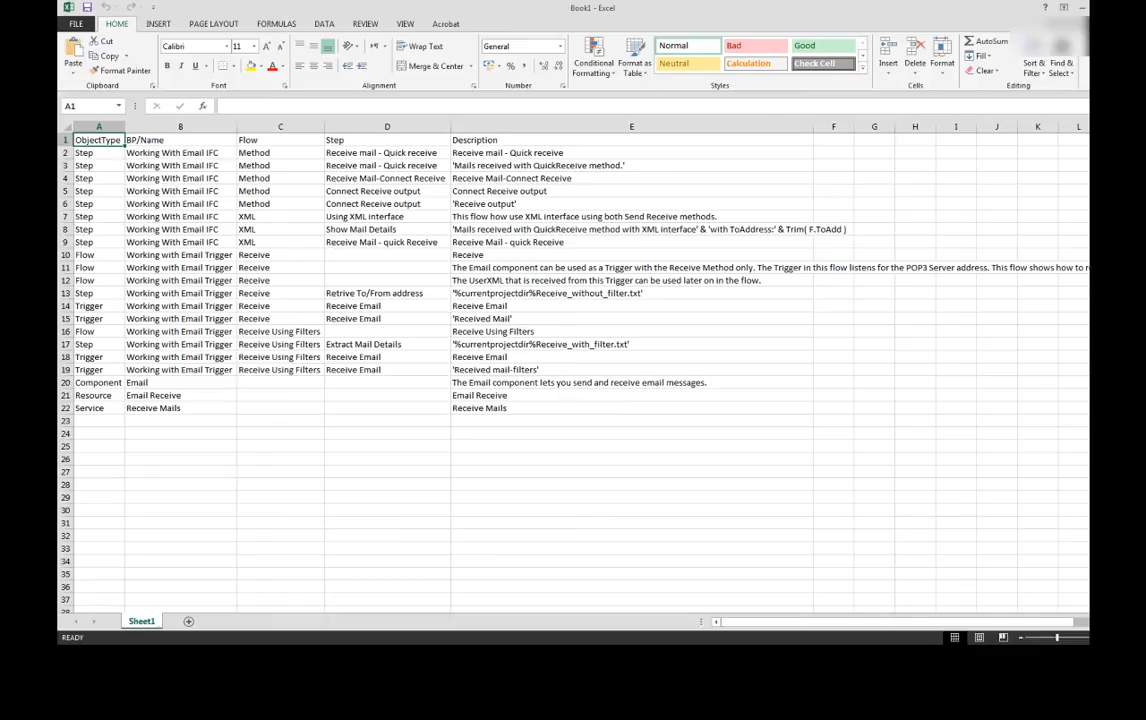 Book1 - Excel
FILE HOME INSERT PAGE LAYOUT FORMULAS DATA REVIEW VIEW Acrobat
Paste Cut Copy Format Painter Clipboard
Calibri 11 B I U A Font
Wrap Text Merge & Center Alignment
General % , Number
Conditional Formatting Format as Table Normal Bad Good Neutral Calculation Check Cell Styles
Insert Delete Format Cells
AutoSum Fill Clear Sort & Filter Find & Select Editing
A1 fx
A B C D E F G H I J K L
1 ObjectType BP/Name Flow Step Description
2 Step Working With Email IFC Method Receive mail - Quick receive Receive mail - Quick receive
3 Step Working With Email IFC Method Receive mail - Quick receive 'Mails received with QuickReceive method.'
4 Step Working With Email IFC Method Receive Mail-Connect Receive Receive Mail-Connect Receive
5 Step Working With Email IFC Method Connect Receive output Connect Receive output
6 Step Working With Email IFC Method Connect Receive output 'Receive output'
7 Step Working With Email IFC XML Using XML interface This flow how use XML interface using both Send Receive methods.
8 Step Working With Email IFC XML Show Mail Details 'Mails received with QuickReceive method with XML interface' & 'with ToAddress:' & Trim( F.ToAdd )
9 Step Working With Email IFC XML Receive Mail - quick Receive Receive Mail - quick Receive
10 Flow Working with Email Trigger Receive Receive
11 Flow Working with Email Trigger Receive The Email component can be used as a Trigger with the Receive Method only. The Trigger in this flow listens for the POP3 Server address. This flow shows how to
12 Flow Working with Email Trigger Receive The UserXML that is received from this Trigger can be used later on in the flow.
13 Step Working with Email Trigger Receive Retrive To/From address '%currentprojectdir%Receive_without_filter.txt'
14 Trigger Working with Email Trigger Receive Receive Email Receive Email
15 Trigger Working with Email Trigger Receive Receive Email 'Received Mail'
16 Flow Working with Email Trigger Receive Using Filters Receive Using Filters
17 Step Working with Email Trigger Receive Using Filters Extract Mail Details '%currentprojectdir%Receive_with_filter.txt'
18 Trigger Working with Email Trigger Receive Using Filters Receive Email Receive Email
19 Trigger Working with Email Trigger Receive Using Filters Receive Email 'Received mail-filters'
20 Component Email The Email component lets you send and receive email messages.
21 Resource Email Receive Email Receive
22 Service Receive Mails Receive Mails
23
24
25
26
27
28
29
30
31
32
33
34
35
36
37
38
Sheet1
READY